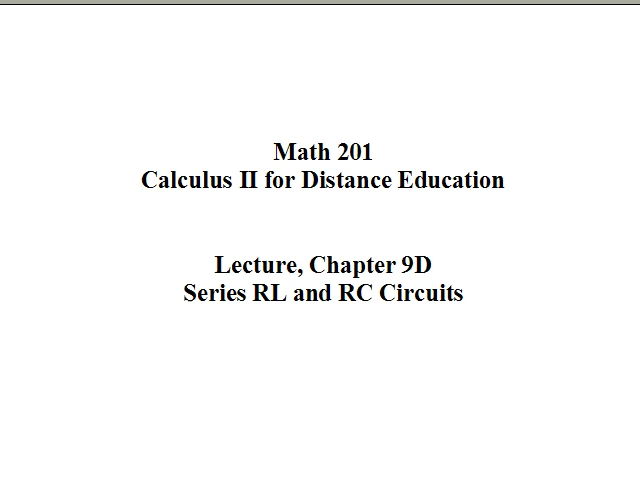 Math 201
Calculus II for Distance Education
Lecture, Chapter 9D
Series RL and RC Circuits